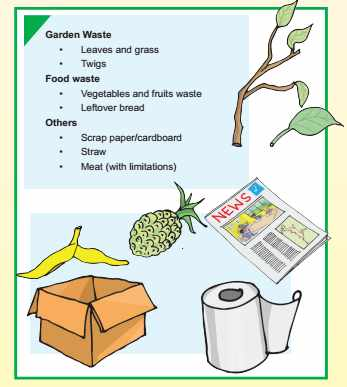 Garden Waste
• Leaves and grass
• Twigs
Food waste
• Vegetables and fruits waste
• Leftover bread
Others
• Scrap paper/cardboard
• Straw
• Meat (with limitations)
NEWS